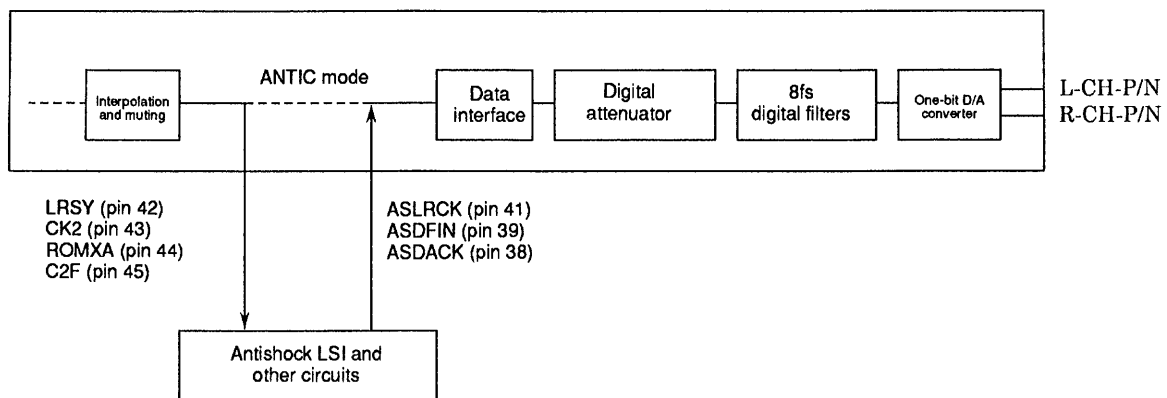 ANTIC mode
Interpolation
and muting
Data
interface
Digital
attenuator
8fs
digital filters
One-bit D/A
converter
L-CH-P/N
R-CH-P/N
LRSY (pin 42)
CK2 (pin 43)
ROMXA (pin 44)
C2F (pin 45)
ASLRCK (pin 41)
ASDFIN (pin 39)
ASDACK (pin 38)
Antishock LSI and
other circuits